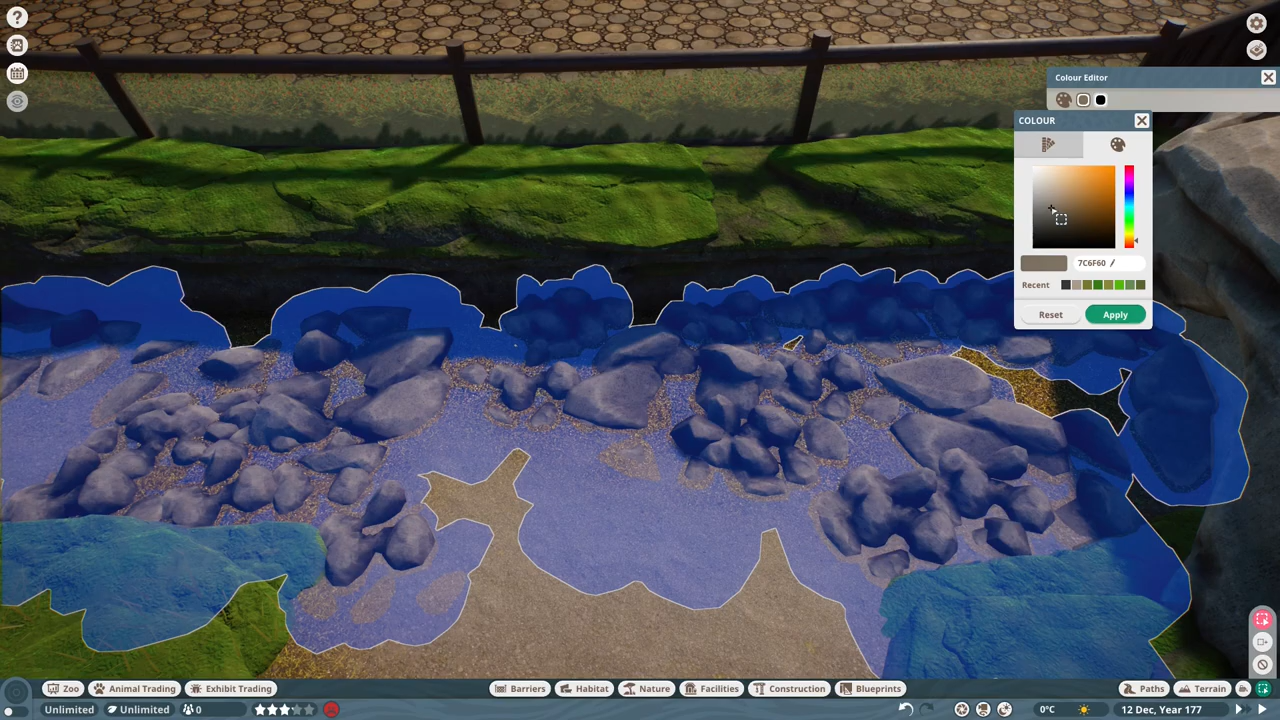 ?
Colour Editor
COLOUR
7C6F60
Recent
Reset Apply
Zoo Animal Trading Exhibit Trading Barriers Habitat Nature Facilities Construction Blueprints Paths Terrain
Unlimited Unlimited 0 0°C 12 Dec, Year 177